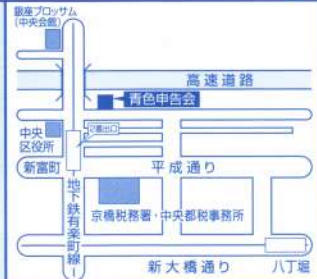 銀座ブロッサム
(中央会館)
高速道路
青色申告会
中央
区役所
2番出口
新富町
平成通り
地下鉄有楽町線
京橋税務署・中央都税事務所
新大橋通り
八丁堀